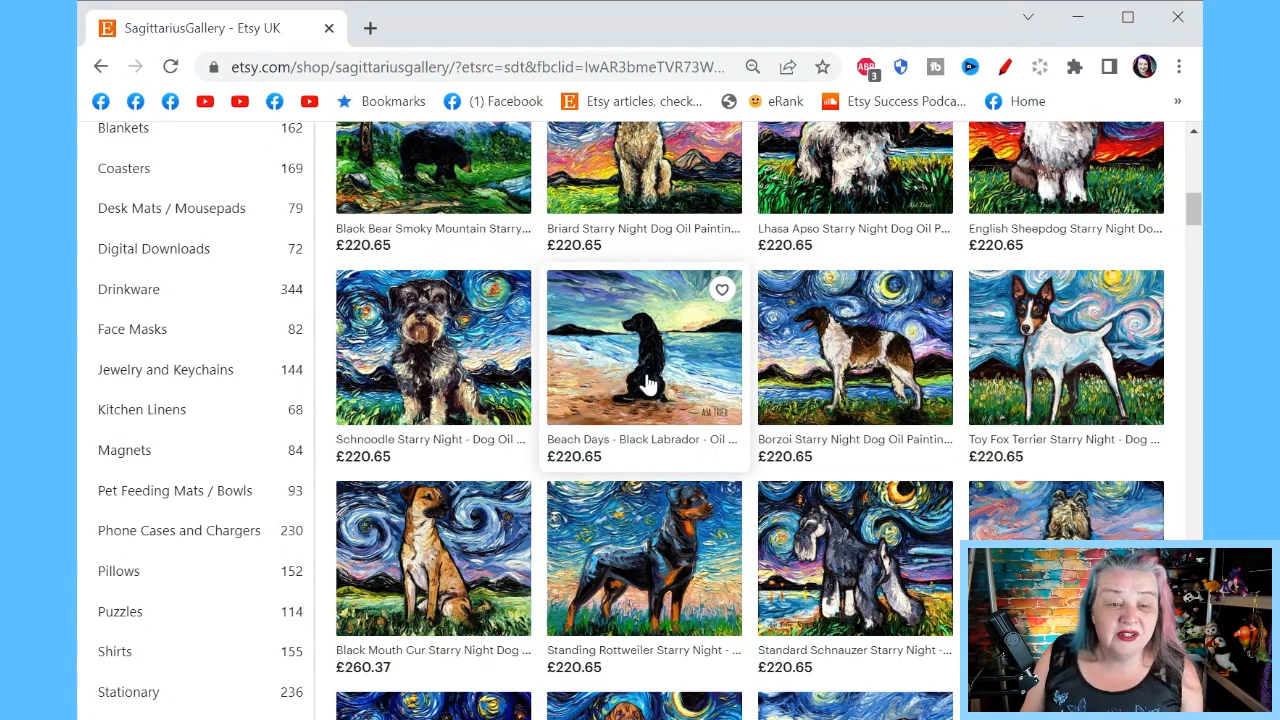 SagittariusGallery - Etsy UK
etsy.com/shop/sagittariusgallery/?etsrc=sdt&fbclid=IwAR3bmeTVR73W...
ABP
3
tb
Bookmarks
(1) Facebook
Etsy articles, check...
eRank
Etsy Success Podca...
Home
»
Blankets 162
Coasters 169
Desk Mats / Mousepads 79
Digital Downloads 72
Drinkware 344
Face Masks 82
Jewelry and Keychains 144
Kitchen Linens 68
Magnets 84
Pet Feeding Mats / Bowls 93
Phone Cases and Chargers 230
Pillows 152
Puzzles 114
Shirts 155
Stationary 236
Black Bear Smoky Mountain Starry...
£220.65
Briard Starry Night Dog Oil Paintin...
£220.65
Lhasa Apso Starry Night Dog Oil P...
£220.65
English Sheepdog Starry Night Do...
£220.65
Schnoodle Starry Night - Dog Oil ...
£220.65
AJA TRIER
Beach Days - Black Labrador - Oil ...
£220.65
Borzoi Starry Night Dog Oil Paintin...
£220.65
Toy Fox Terrier Starry Night - Dog ...
£220.65
Black Mouth Cur Starry Night Dog ...
£260.37
Standing Rottweiler Starry Night - ...
£220.65
Standard Schnauzer Starry Night -...
£220.65